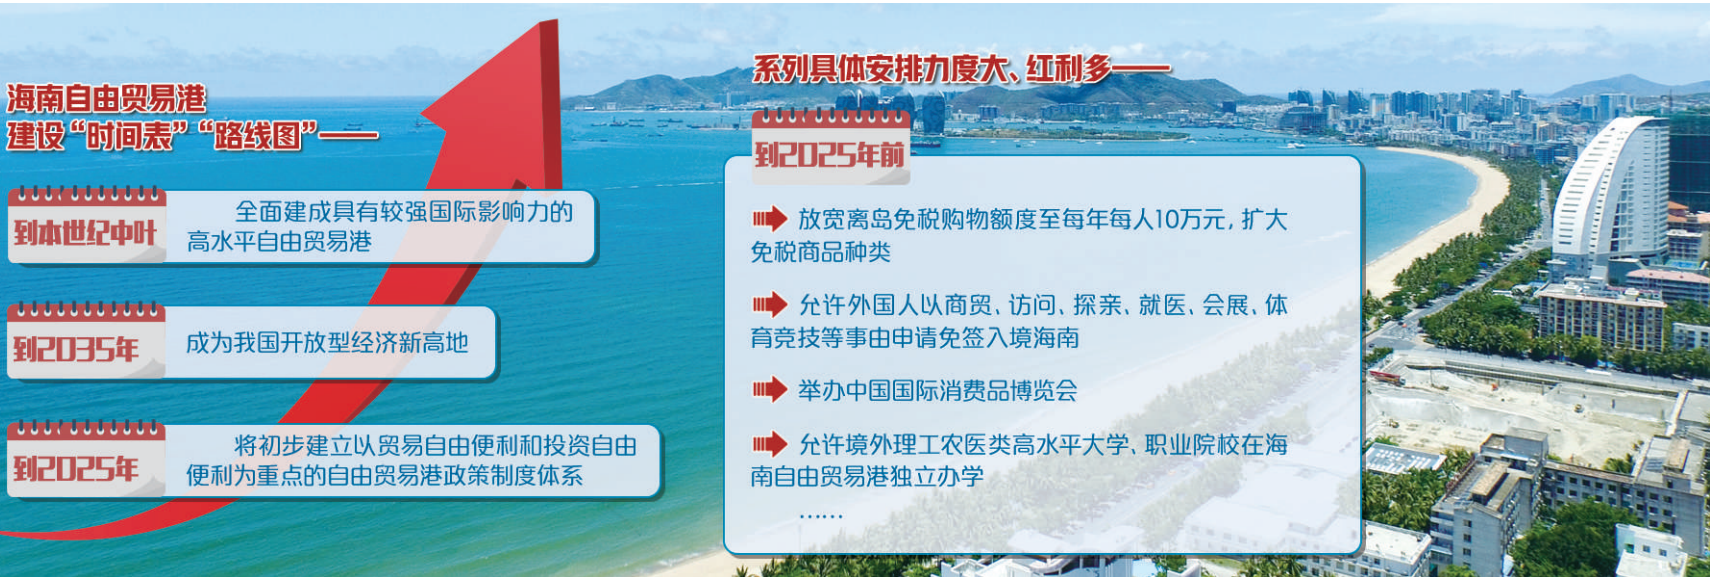 海南自由贸易港
建设“时间表”“路线图”——
到本世纪中叶
全面建成具有较强国际影响力的
高水平自由贸易港
到2035年
成为我国开放型经济新高地
到2025年
将初步建立以贸易自由便利和投资自由
便利为重点的自由贸易港政策制度体系
系列具体安排力度大、红利多——
到2025年前
放宽离岛免税购物额度至每年每人10万元，扩大
免税商品种类
允许外国人以商贸、访问、探亲、就医、会展、体
育竞技等事由申请免签入境海南
举办中国国际消费品博览会
允许境外理工农医类高水平大学、职业院校在海
南自由贸易港独立办学
……